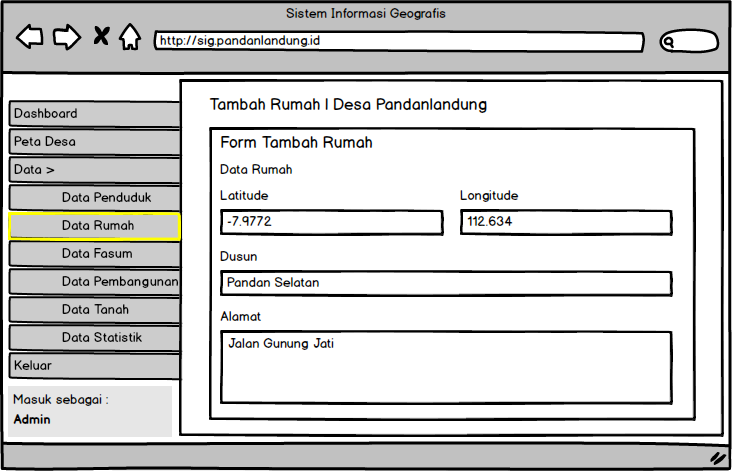 Sistem Informasi Geografis
http://sig.pandanlandung.id
Dashboard
Peta Desa
Data >
Data Penduduk
Data Rumah
Data Fasum
Data Pembangunan
Data Tanah
Data Statistik
Keluar
Masuk sebagai :
Admin
Tambah Rumah | Desa Pandanlandung
Form Tambah Rumah
Data Rumah
Latitude Longitude
-7.9772 112.634
Dusun
Pandan Selatan
Alamat
Jalan Gunung Jati